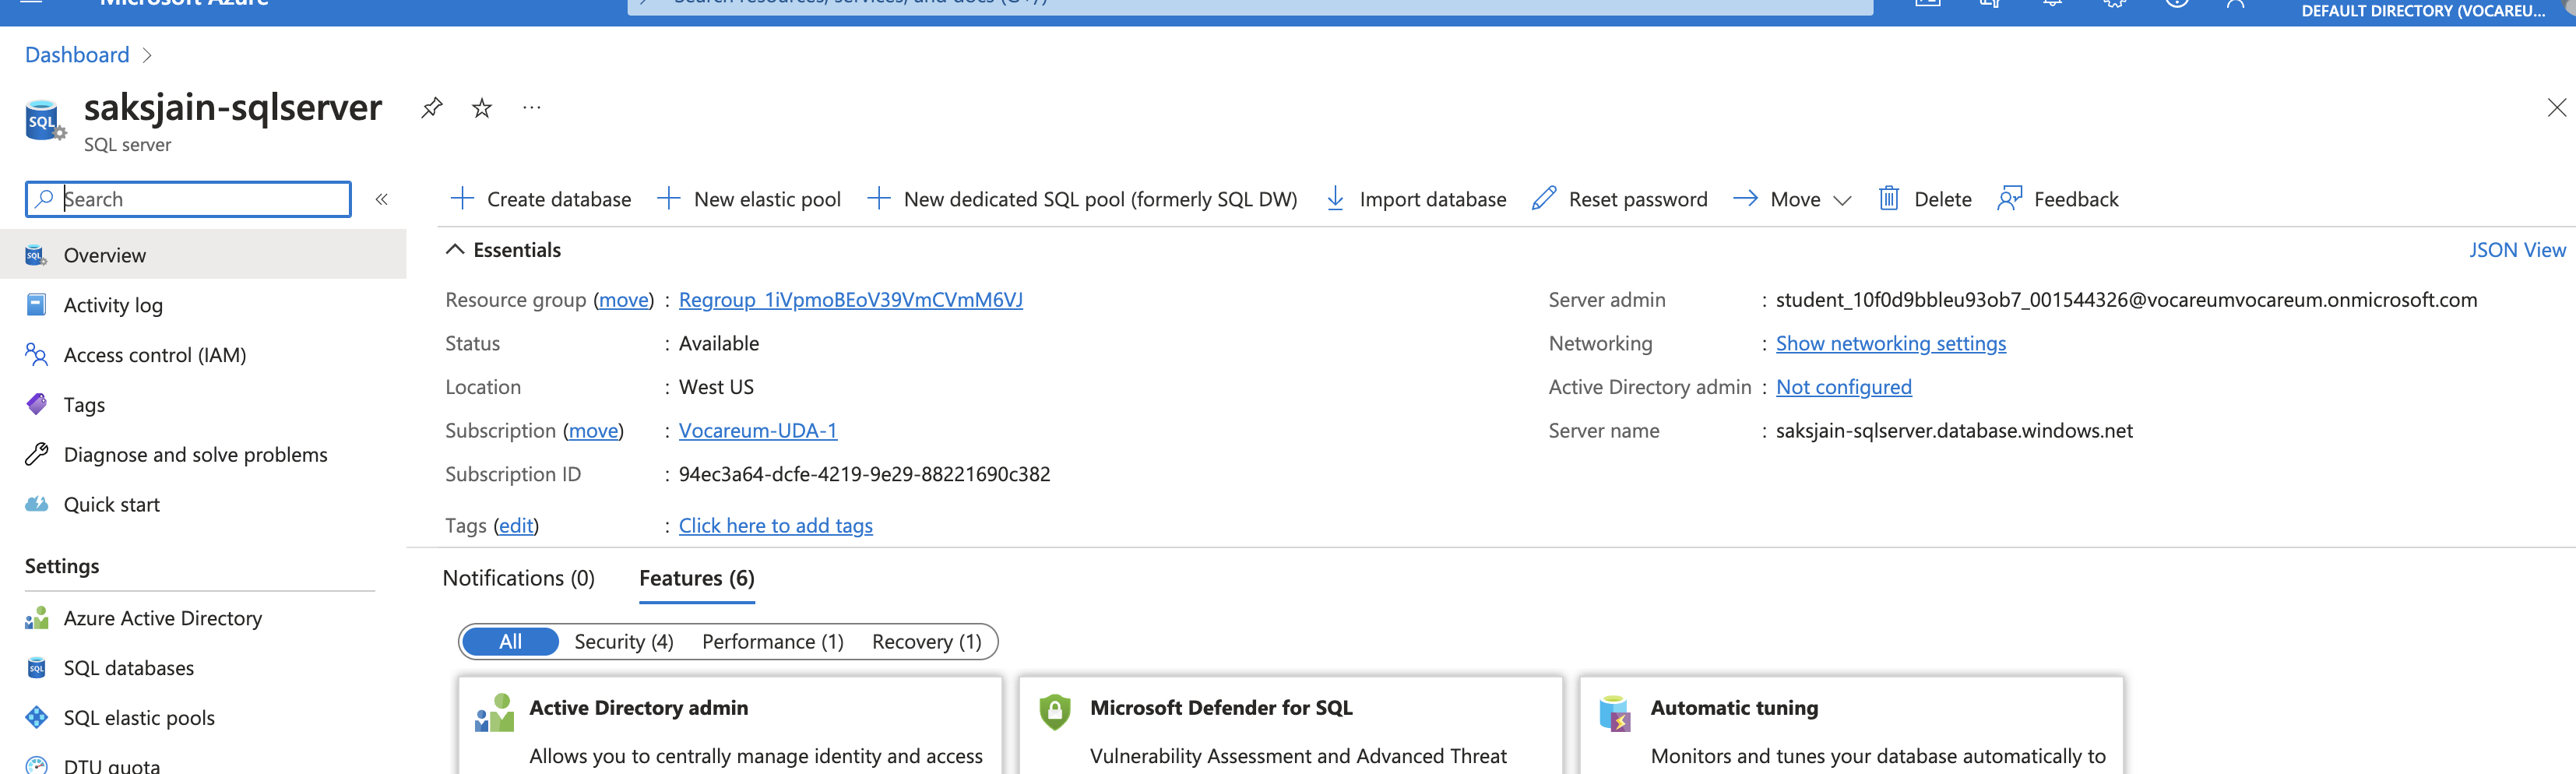 Microsoft Azure
Search resources, services, and docs (G+/)
DEFAULT DIRECTORY (VOCAREU...
Dashboard
saksjain-sqlserver
SQL server
Search
Create database
New elastic pool
New dedicated SQL pool (formerly SQL DW)
Import database
Reset password
Move
Delete
Feedback
Overview
Activity log
Access control (IAM)
Tags
Diagnose and solve problems
Quick start
Settings
Azure Active Directory
SQL databases
SQL elastic pools
DTU quota
Essentials
JSON View
Resource group (move) : Regroup_1iVpmoBEoV39VmCVmM6VJ
Status : Available
Location : West US
Subscription (move) : Vocareum-UDA-1
Subscription ID : 94ec3a64-dcfe-4219-9e29-88221690c382
Tags (edit) : Click here to add tags
Server admin : student_10f0d9bbleu93ob7_001544326@vocareumvocareum.onmicrosoft.com
Networking : Show networking settings
Active Directory admin : Not configured
Server name : saksjain-sqlserver.database.windows.net
Notifications (0) Features (6)
All Security (4) Performance (1) Recovery (1)
Active Directory admin
Allows you to centrally manage identity and access
Microsoft Defender for SQL
Vulnerability Assessment and Advanced Threat
Automatic tuning
Monitors and tunes your database automatically to